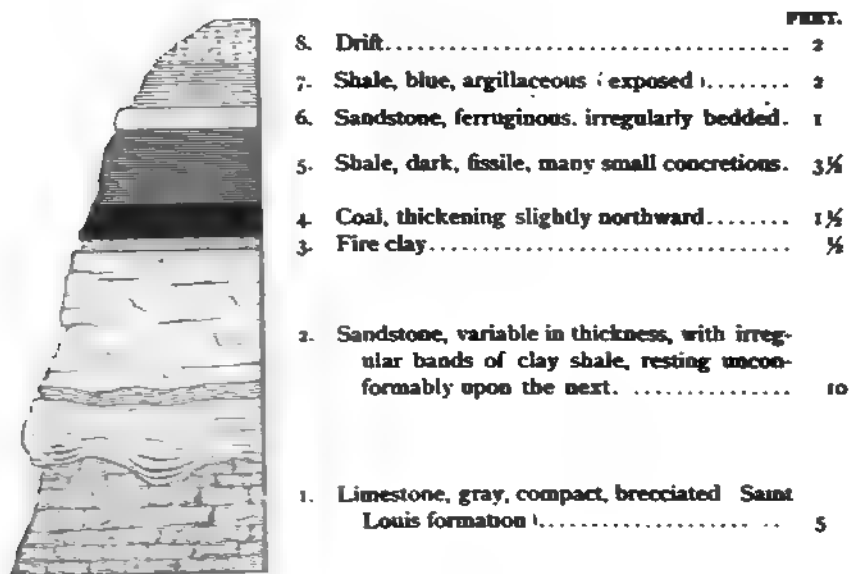 FEET.
8. Drift........................................ 2
7. Shale, blue, argillaceous (exposed)........ 2
6. Sandstone, ferruginous. irregularly bedded. 1
5. Shale, dark, fissile, many small concretions. 3½
4. Coal, thickening slightly northward........ 1½
3. Fire clay.................................... ½
2. Sandstone, variable in thickness, with irreg-
ular bands of clay shale, resting uncon-
formably upon the next. ............... 10
1. Limestone, gray, compact, brecciated Saint
Louis formation)..................... .. 5